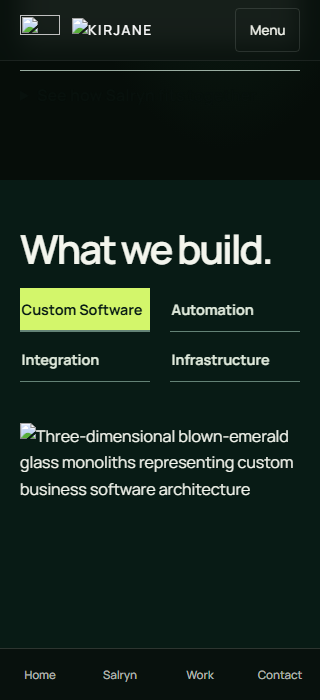 KIRJANE
Menu
What we build.
Custom Software
Automation
Integration
Infrastructure
Three-dimensional blown-emerald
glass monoliths representing custom
business software architecture
Home
Salryn
Work
Contact